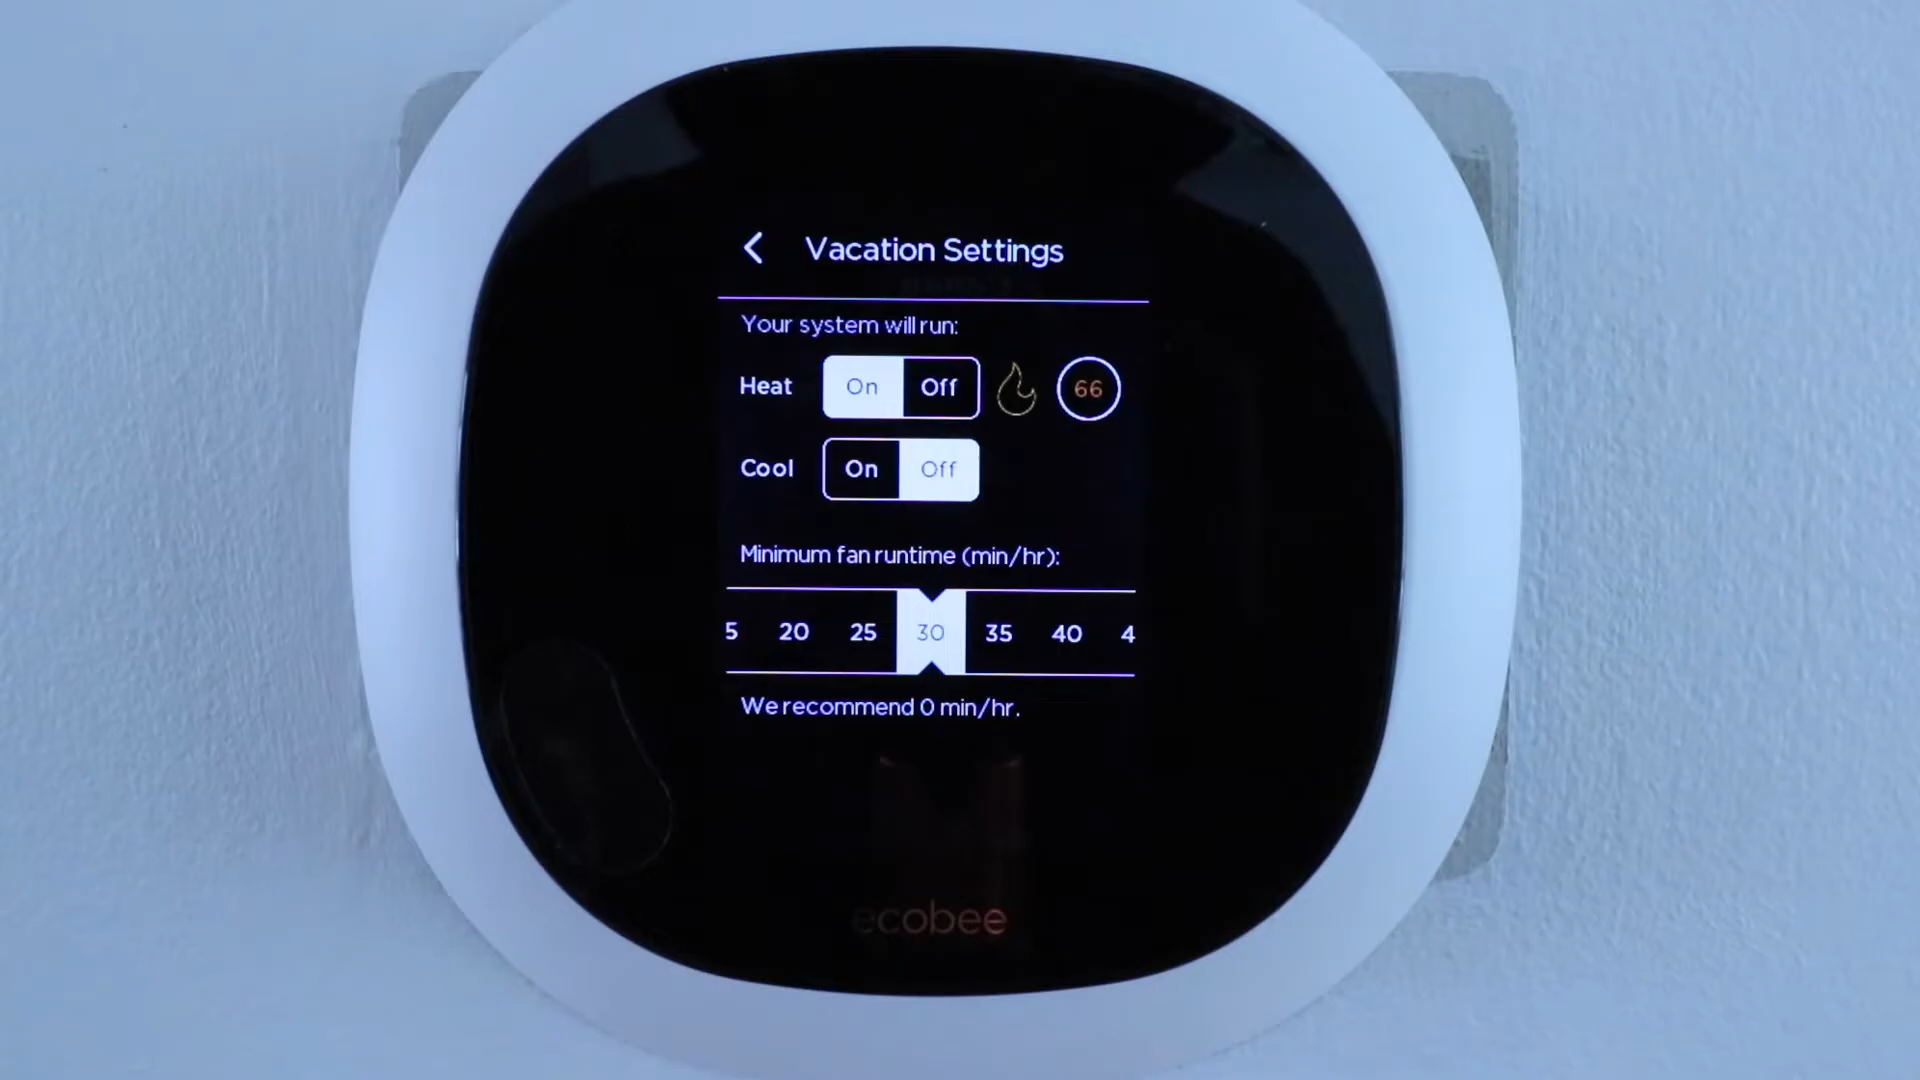 Vacation Settings
Your system will run:
Heat On Off 66
Cool On Off
Minimum fan runtime (min/hr):
5 20 25 30 35 40 4
We recommend 0 min/hr.
ecobee